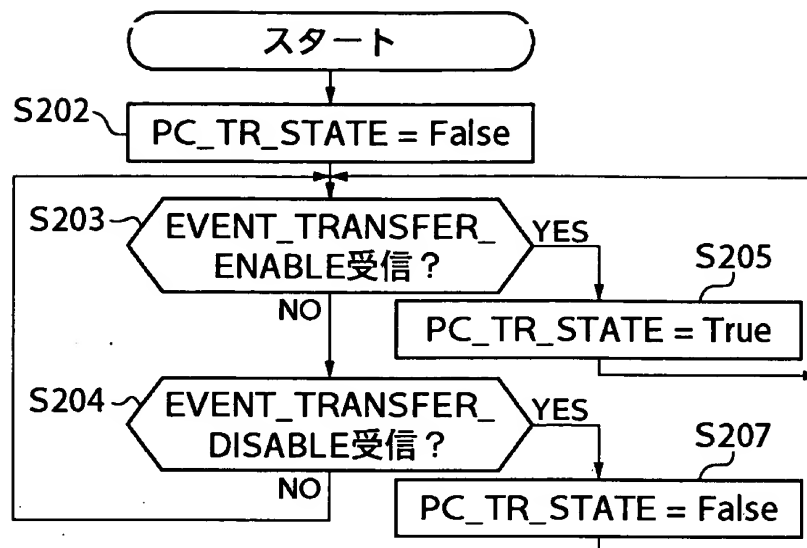 スタート
S202
PC_TR_STATE = False
S203
EVENT_TRANSFER_
ENABLE受信？
YES
NO
S205
PC_TR_STATE = True
S204
EVENT_TRANSFER_
DISABLE受信？
YES
NO
S207
PC_TR_STATE = False